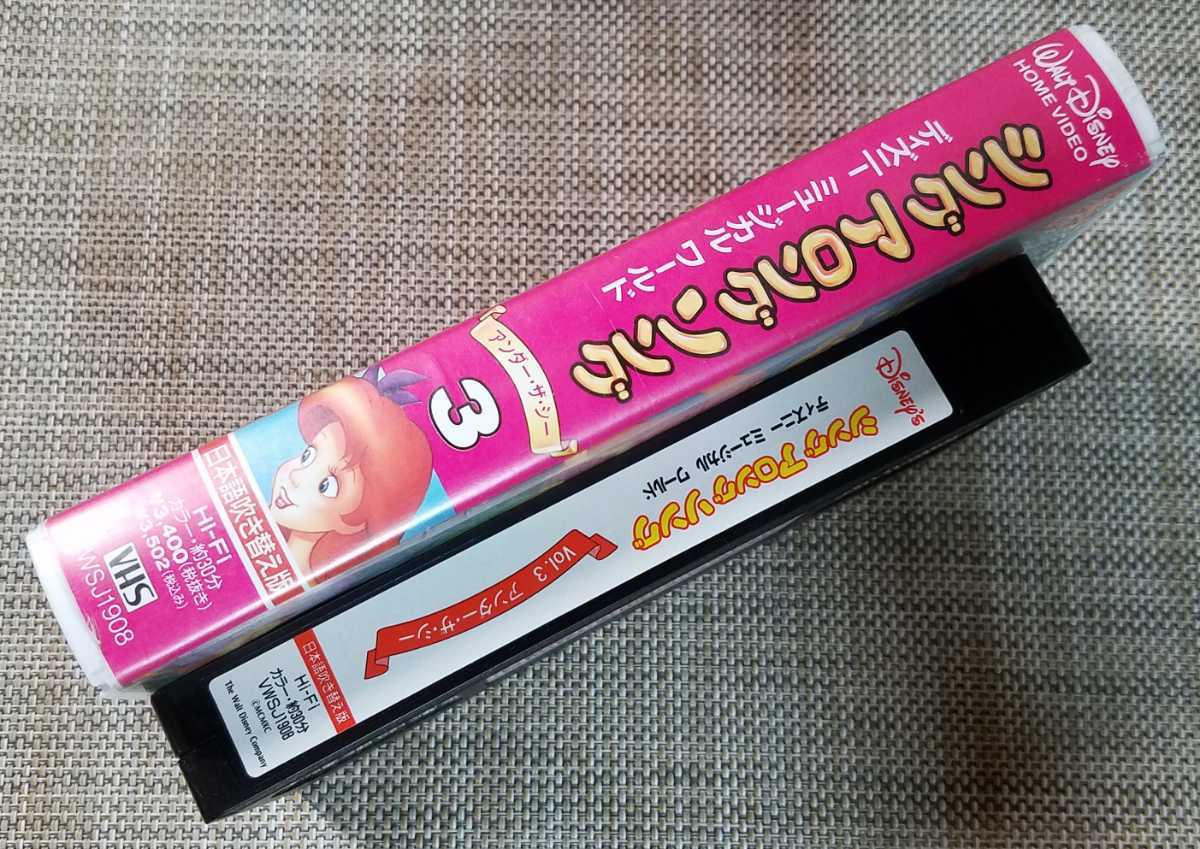 WALT DISNEY
HOME VIDEO
ディズニー ミュージカル ワールド
シング アロング ソング
アンダー・ザ・シー
3
日本語吹き替え版
HI-FI
カラー・約30分
¥3,400(税抜き)
¥3,502(税込み)
VHS
VWSJ1908
DISNEY'S
シング アロング ソング
ディズニー ミュージカル ワールド
Vol.3 アンダー・ザ・シー
日本語吹き替え版
HI-FI
カラー・約30分
VWSJ1908
©MCMXC
The Walt Disney Company